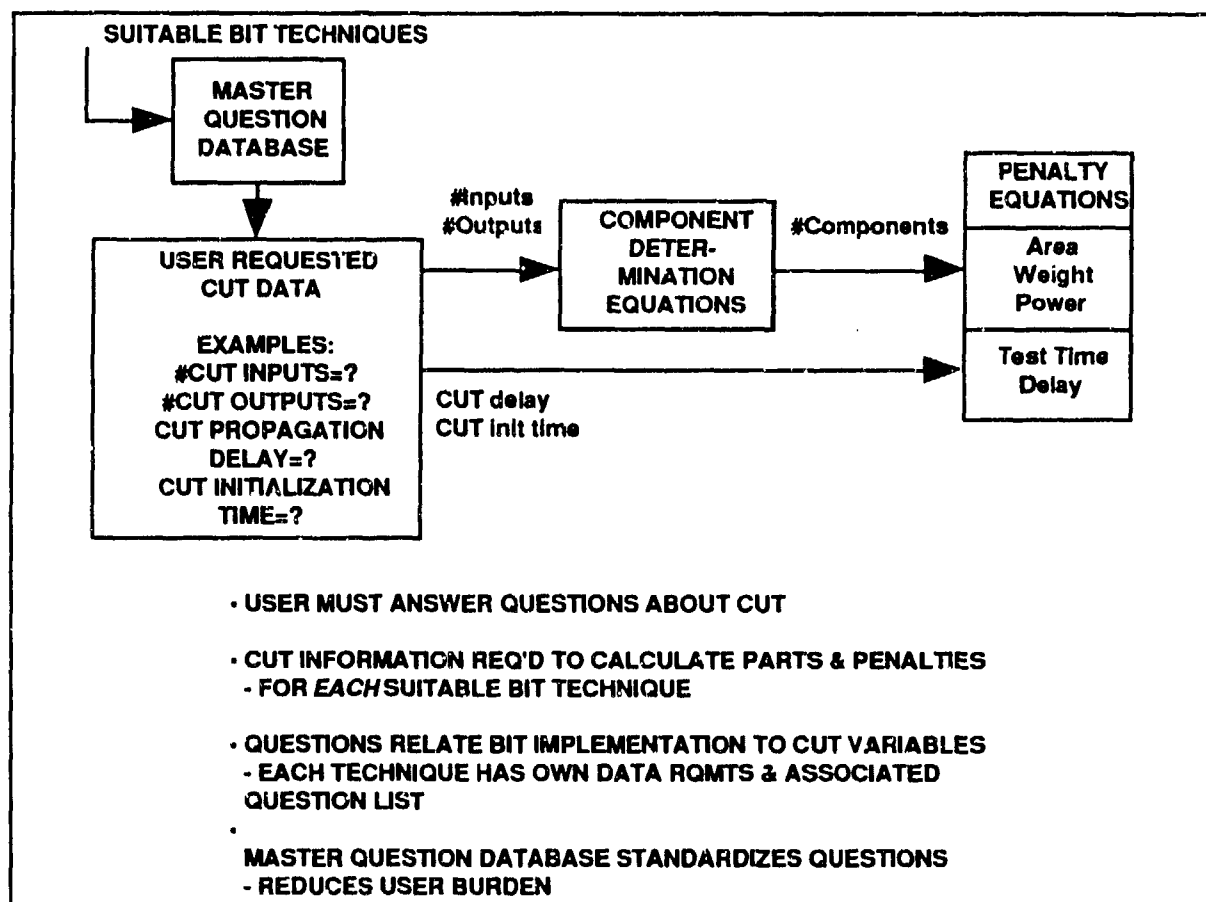 SUITABLE BIT TECHNIQUES
MASTER
QUESTION
DATABASE
USER REQUESTED
CUT DATA
EXAMPLES:
#CUT INPUTS=?
#CUT OUTPUTS=?
CUT PROPAGATION
DELAY=?
CUT INITIALIZATION
TIME=?
#Inputs
#Outputs
COMPONENT
DETER-
MINATION
EQUATIONS
#Components
PENALTY
EQUATIONS
Area
Weight
Power
Test Time
Delay
CUT delay
CUT init time
• USER MUST ANSWER QUESTIONS ABOUT CUT
• CUT INFORMATION REQ'D TO CALCULATE PARTS & PENALTIES
- FOR EACH SUITABLE BIT TECHNIQUE
• QUESTIONS RELATE BIT IMPLEMENTATION TO CUT VARIABLES
- EACH TECHNIQUE HAS OWN DATA RQMTS & ASSOCIATED
QUESTION LIST
•
MASTER QUESTION DATABASE STANDARDIZES QUESTIONS
- REDUCES USER BURDEN